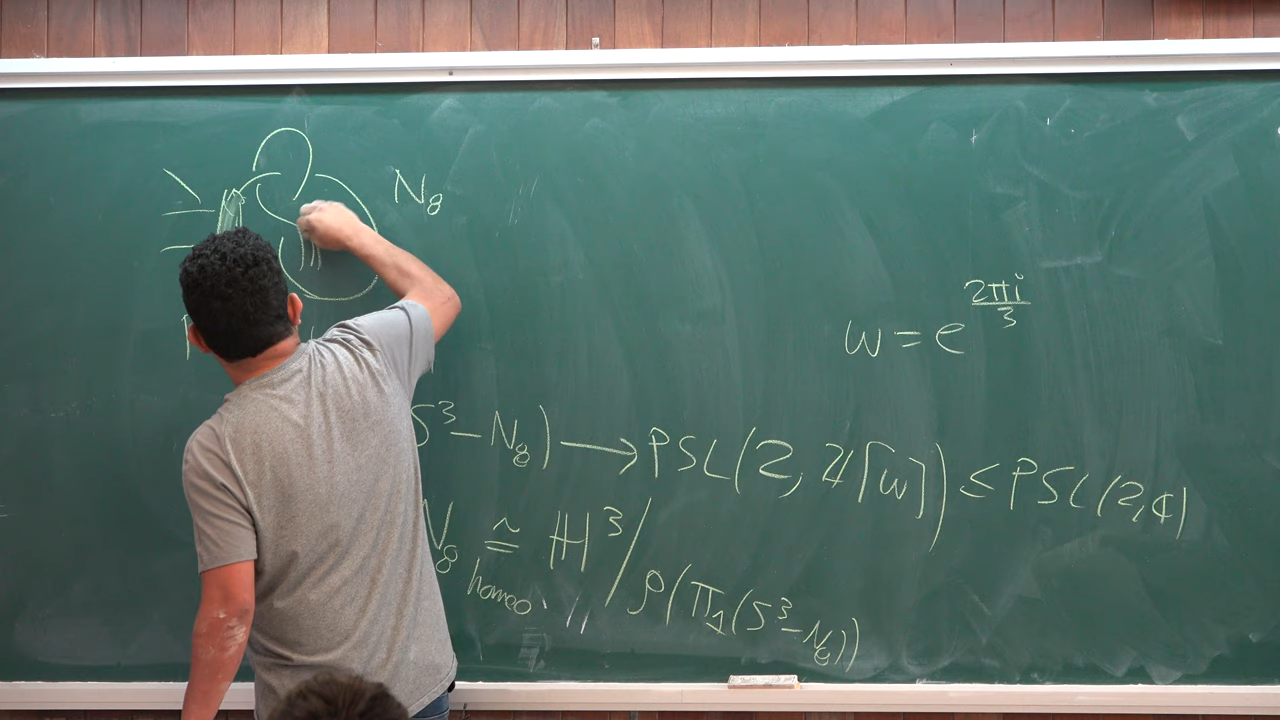 N₈
ω = e^{2πi/3}
S³ - N₈) → PSL(2, ℤ[ω]) ≤ PSL(2, ℂ)
N₈ ≅ ℍ³ / ρ(π₁(S³ - N₈))
homeo.